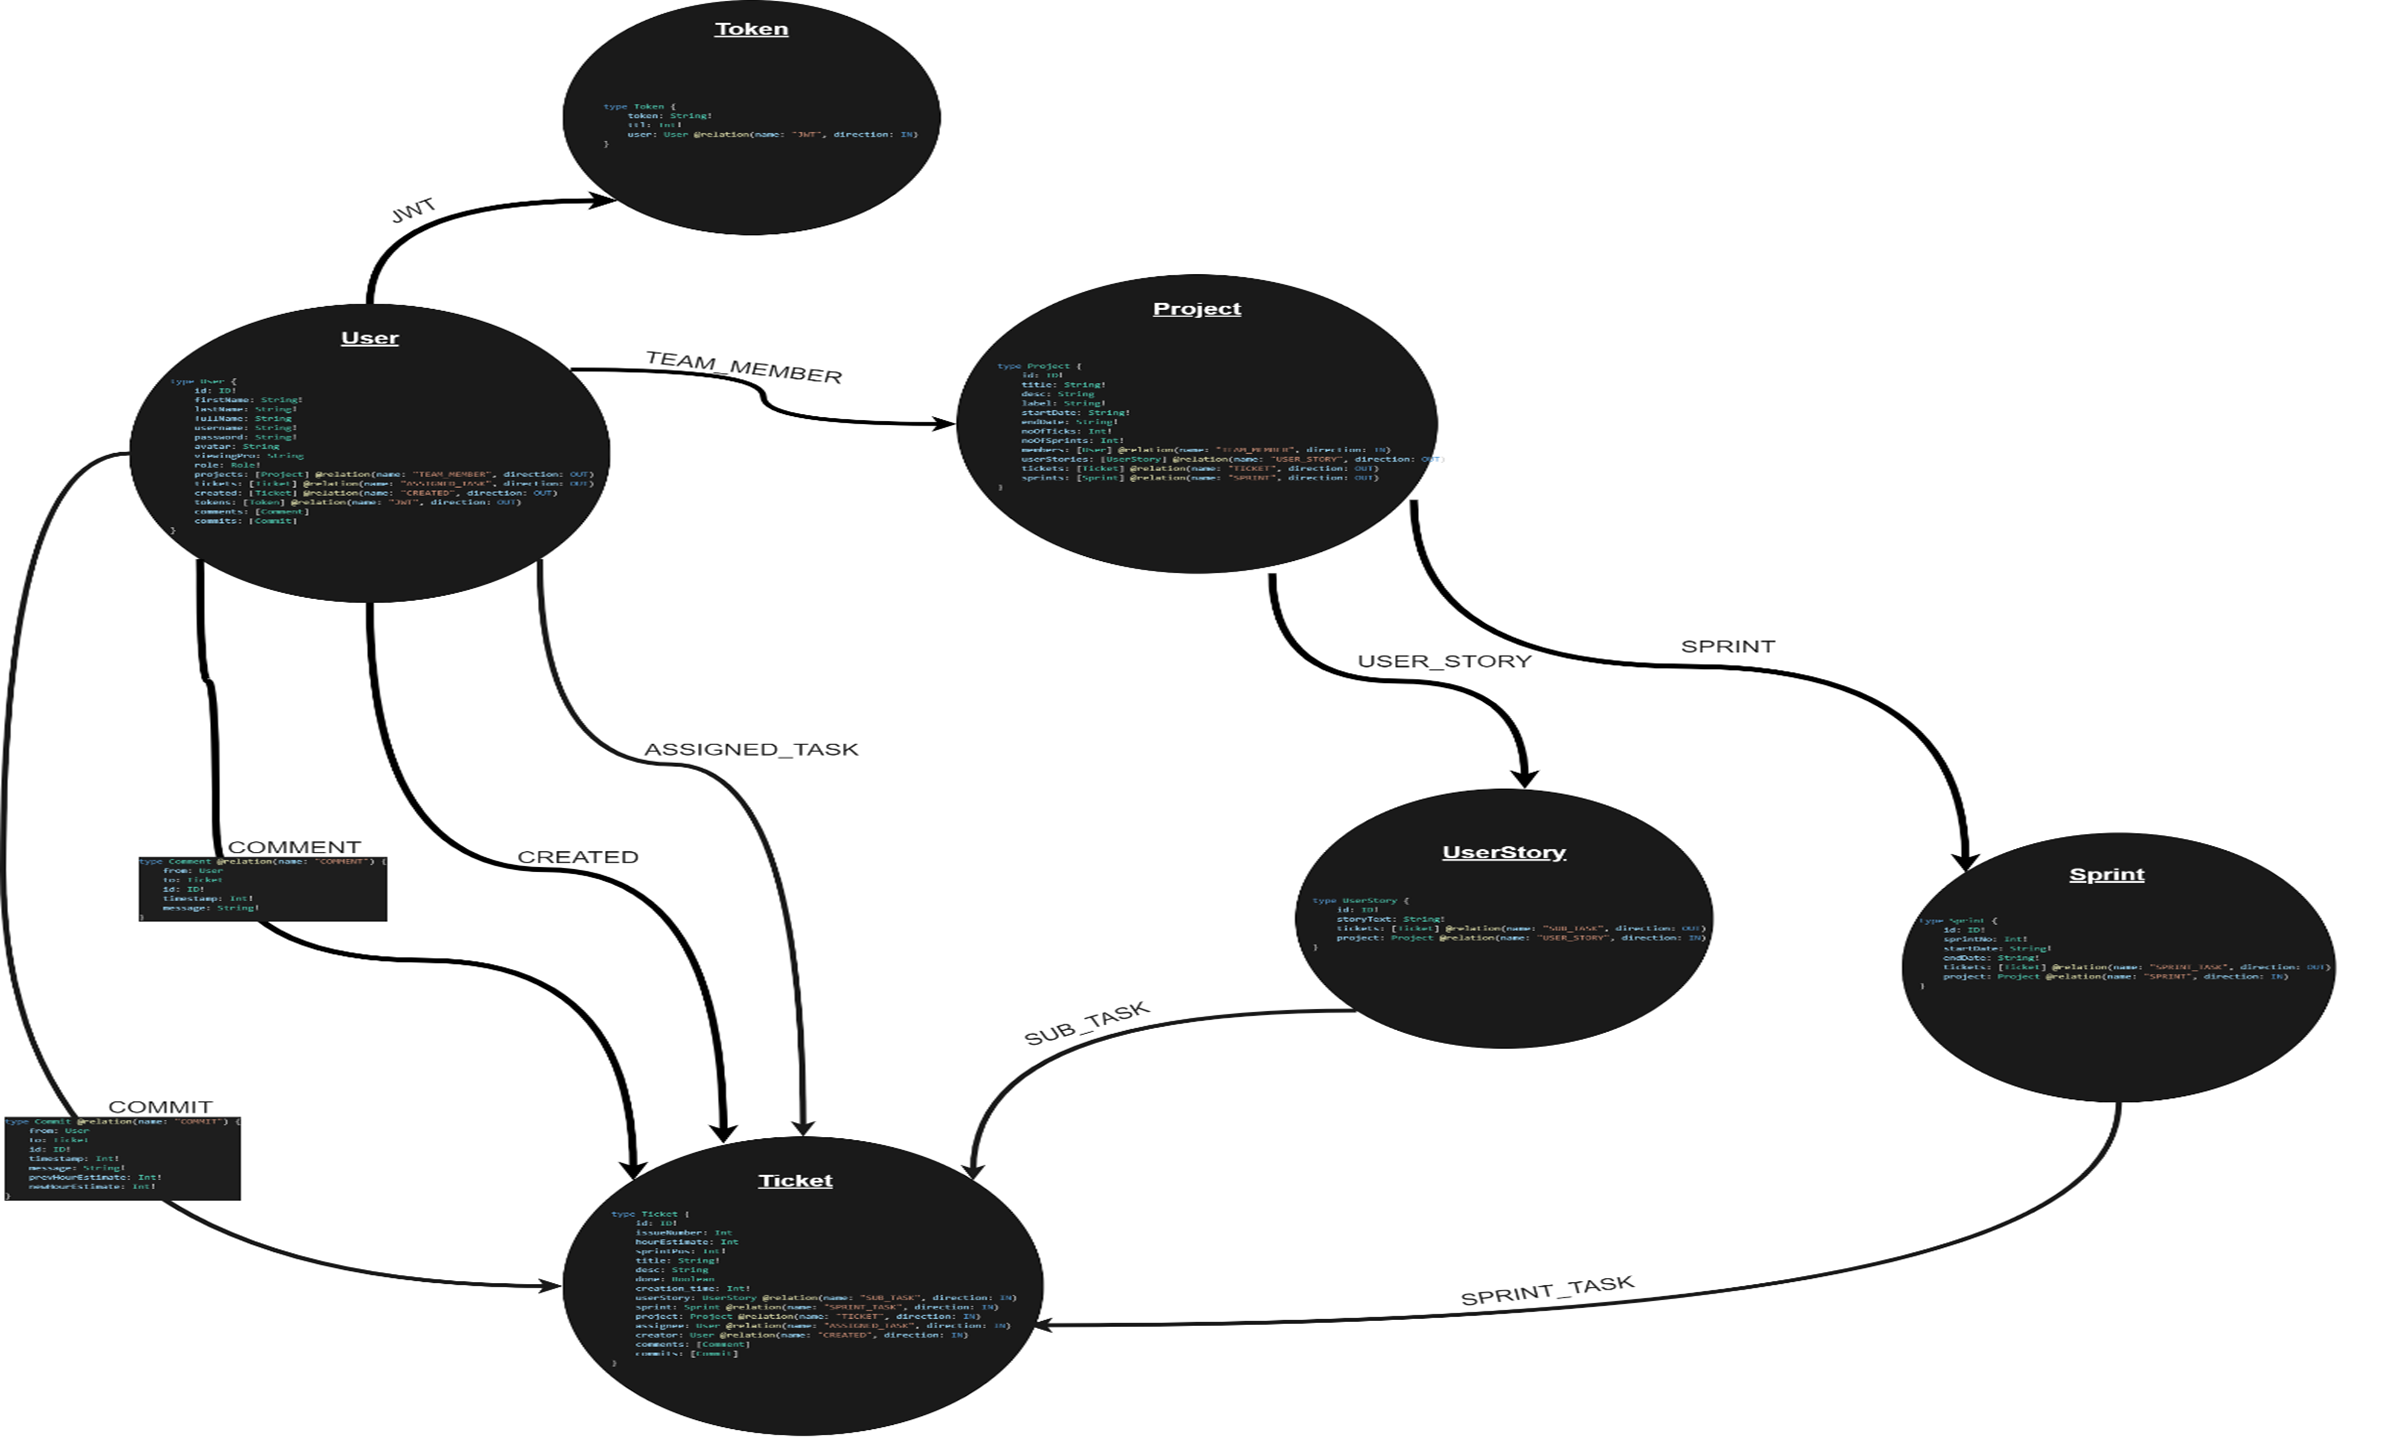 Token
type Token {
token: String!
ttl: Int!
user: User @relation(name: "JWT", direction: IN)
}
JWT
User
type User {
id: ID!
firstName: String!
lastName: String!
fullName: String
username: String!
password: String!
avatar: String
viewingPro: String
role: Role!
projects: [Project] @relation(name: "TEAM_MEMBER", direction: OUT)
tickets: [Ticket] @relation(name: "ASSIGNED_TASK", direction: OUT)
created: [Ticket] @relation(name: "CREATED", direction: OUT)
tokens: [Token] @relation(name: "JWT", direction: OUT)
comments: [Comment]
commits: [Commit]
}
TEAM_MEMBER
Project
type Project {
id: ID!
title: String!
desc: String
label: String!
startDate: String!
endDate: String!
noOfTicks: Int!
noOfSprints: Int!
members: [User] @relation(name: "TEAM_MEMBER", direction: IN)
userStories: [UserStory] @relation(name: "USER_STORY", direction: OUT)
tickets: [Ticket] @relation(name: "TICKET", direction: OUT)
sprints: [Sprint] @relation(name: "SPRINT", direction: OUT)
}
USER_STORY
SPRINT
ASSIGNED_TASK
CREATED
COMMENT
type Comment @relation(name: "COMMENT") {
from: User
to: Ticket
id: ID!
timestamp: Int!
message: String!
}
UserStory
type UserStory {
id: ID!
storyText: String!
tickets: [Ticket] @relation(name: "SUB_TASK", direction: OUT)
project: Project @relation(name: "USER_STORY", direction: IN)
}
Sprint
type Sprint {
id: ID!
sprintNo: Int!
startDate: String!
endDate: String!
tickets: [Ticket] @relation(name: "SPRINT_TASK", direction: OUT)
project: Project @relation(name: "SPRINT", direction: IN)
}
SUB_TASK
COMMIT
type Commit @relation(name: "COMMIT") {
from: User
to: Ticket
id: ID!
timestamp: Int!
message: String!
prevHourEstimate: Int!
newHourEstimate: Int!
}
Ticket
type Ticket {
id: ID!
issueNumber: Int
hourEstimate: Int
sprintPos: Int!
title: String!
desc: String
done: Boolean
creation_time: Int!
userStory: UserStory @relation(name: "SUB_TASK", direction: IN)
sprint: Sprint @relation(name: "SPRINT_TASK", direction: IN)
project: Project @relation(name: "TICKET", direction: IN)
assignee: User @relation(name: "ASSIGNED_TASK", direction: IN)
creator: User @relation(name: "CREATED", direction: IN)
comments: [Comment]
commits: [Commit]
}
SPRINT_TASK